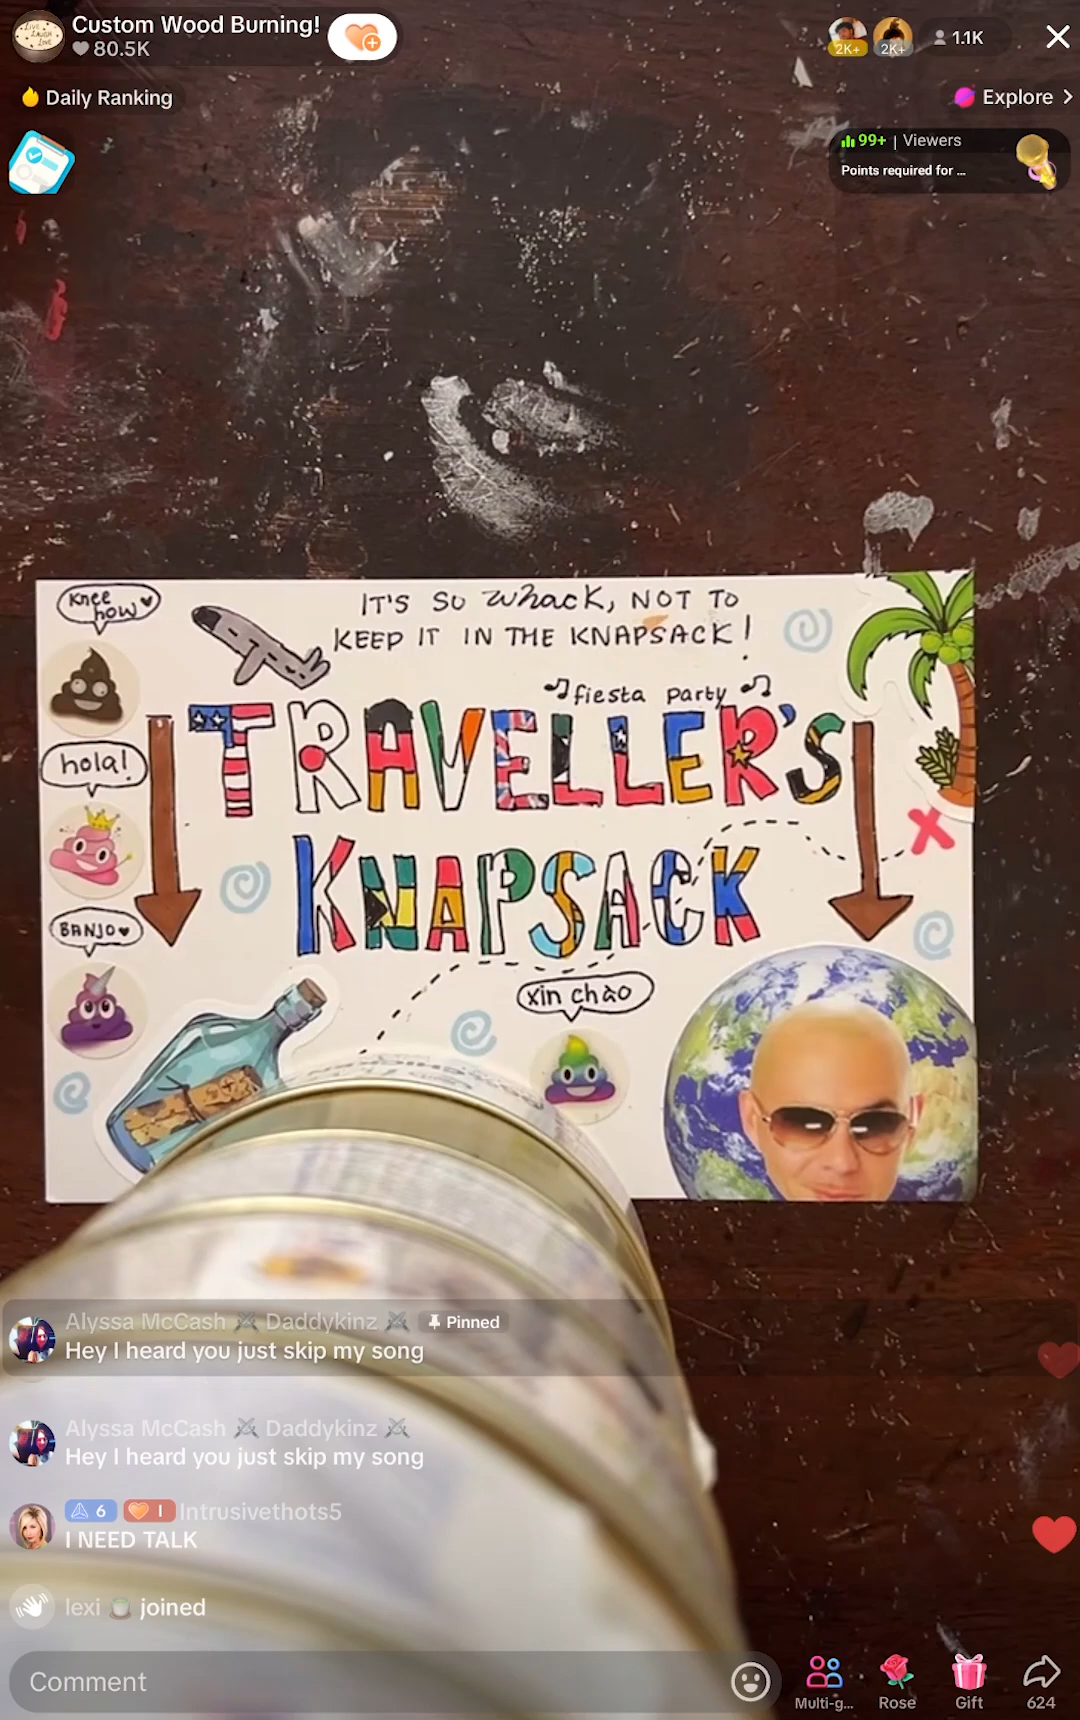 Custom Wood Burning!
80.5K
2K+
2K+
1.1K
Daily Ranking
Explore >
99+ | Viewers
Points required for ...
Knee how
IT'S SO WhacK, NOT TO
KEEP IT IN THE KNAPSACK!
fiesta party
TRAVELLER'S
hola!
KNAPSACK
BANJO
xin chào
Alyssa McCash ⚔ Daddykinz ⚔ Pinned
Hey I heard you just skip my song
Alyssa McCash ⚔ Daddykinz ⚔
Hey I heard you just skip my song
6 1 Intrusivethots5
I NEED TALK
lexi 🍵 joined
Comment
Multi-g...
Rose
Gift
624